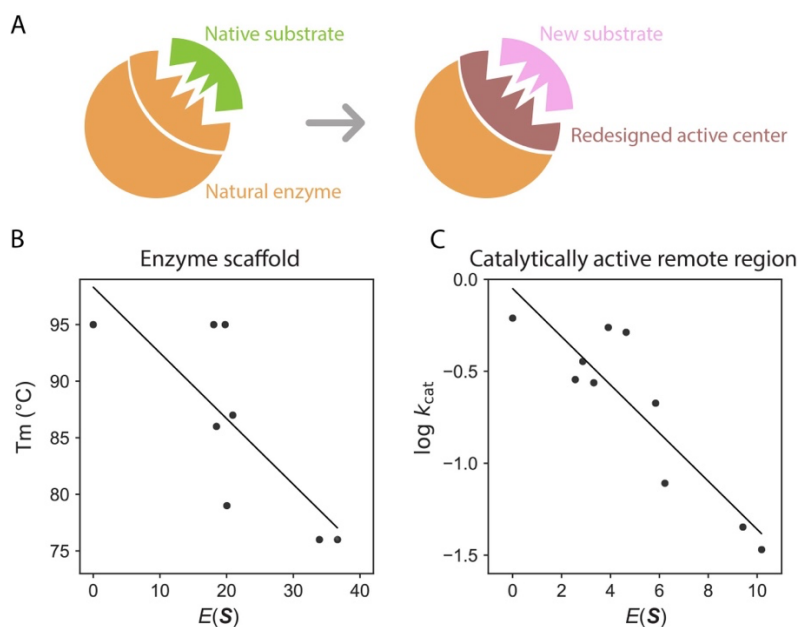 A
Native substrate
New substrate
Redesigned active center
Natural enzyme
B
Enzyme scaffold
C
Catalytically active remote region
95
90
85
80
75
Tm (°C)
0
10
20
30
40
E(S)
0.0
−0.5
−1.0
−1.5
log kcat
0
2
4
6
8
10
E(S)